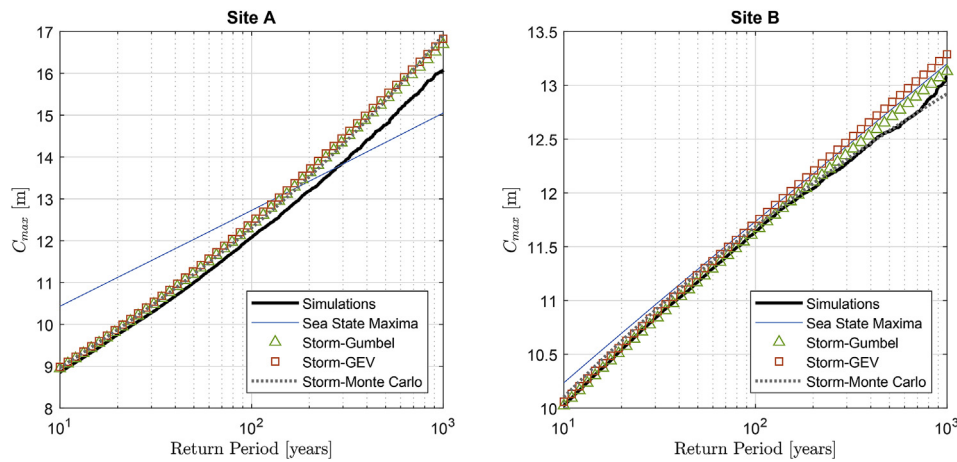 Site A
17
16
15
14
13
12
11
10
9
8
C_max [m]
10^1
10^2
10^3
Return Period [years]
Simulations
Sea State Maxima
Storm-Gumbel
Storm-GEV
Storm-Monte Carlo
Site B
13.5
13
12.5
12
11.5
11
10.5
10
C_max [m]
10^1
10^2
10^3
Return Period [years]
Simulations
Sea State Maxima
Storm-Gumbel
Storm-GEV
Storm-Monte Carlo